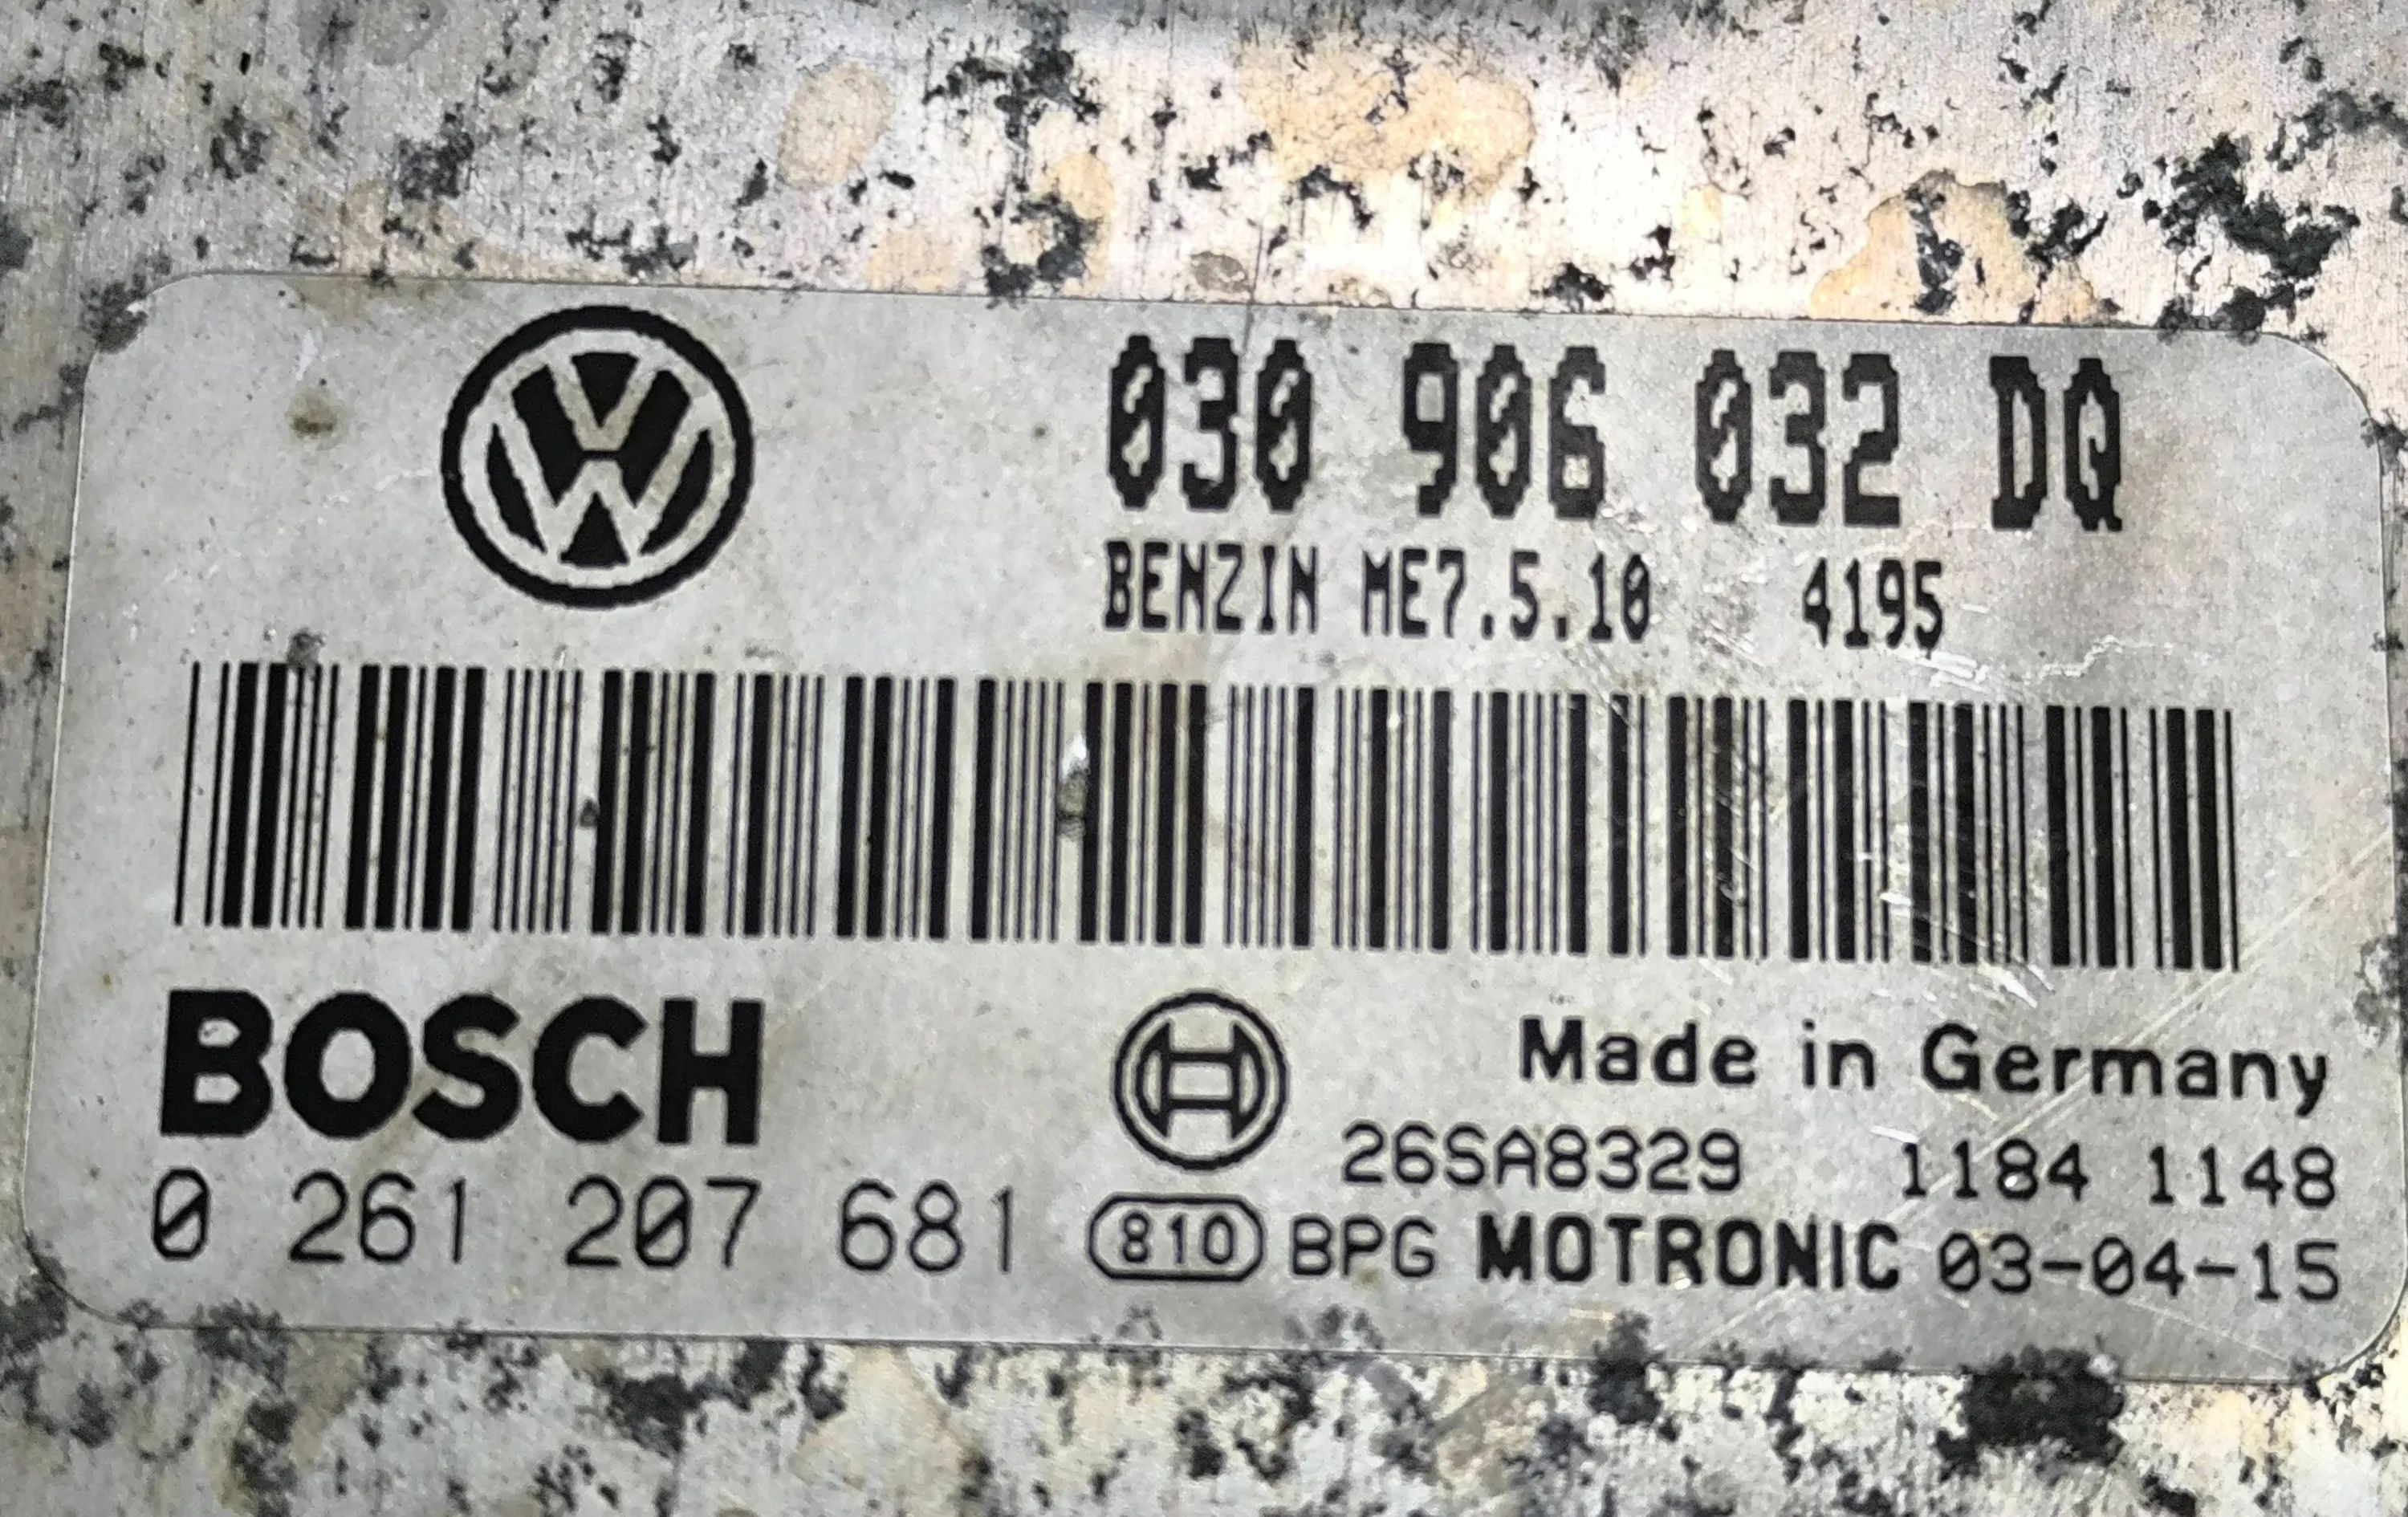 030 906 032 DQ
BENZIN ME7.5.10 4195
BOSCH
Made in Germany
26SA8329 1184 1148
0 261 207 681 810 BPG MOTRONIC 03-04-15